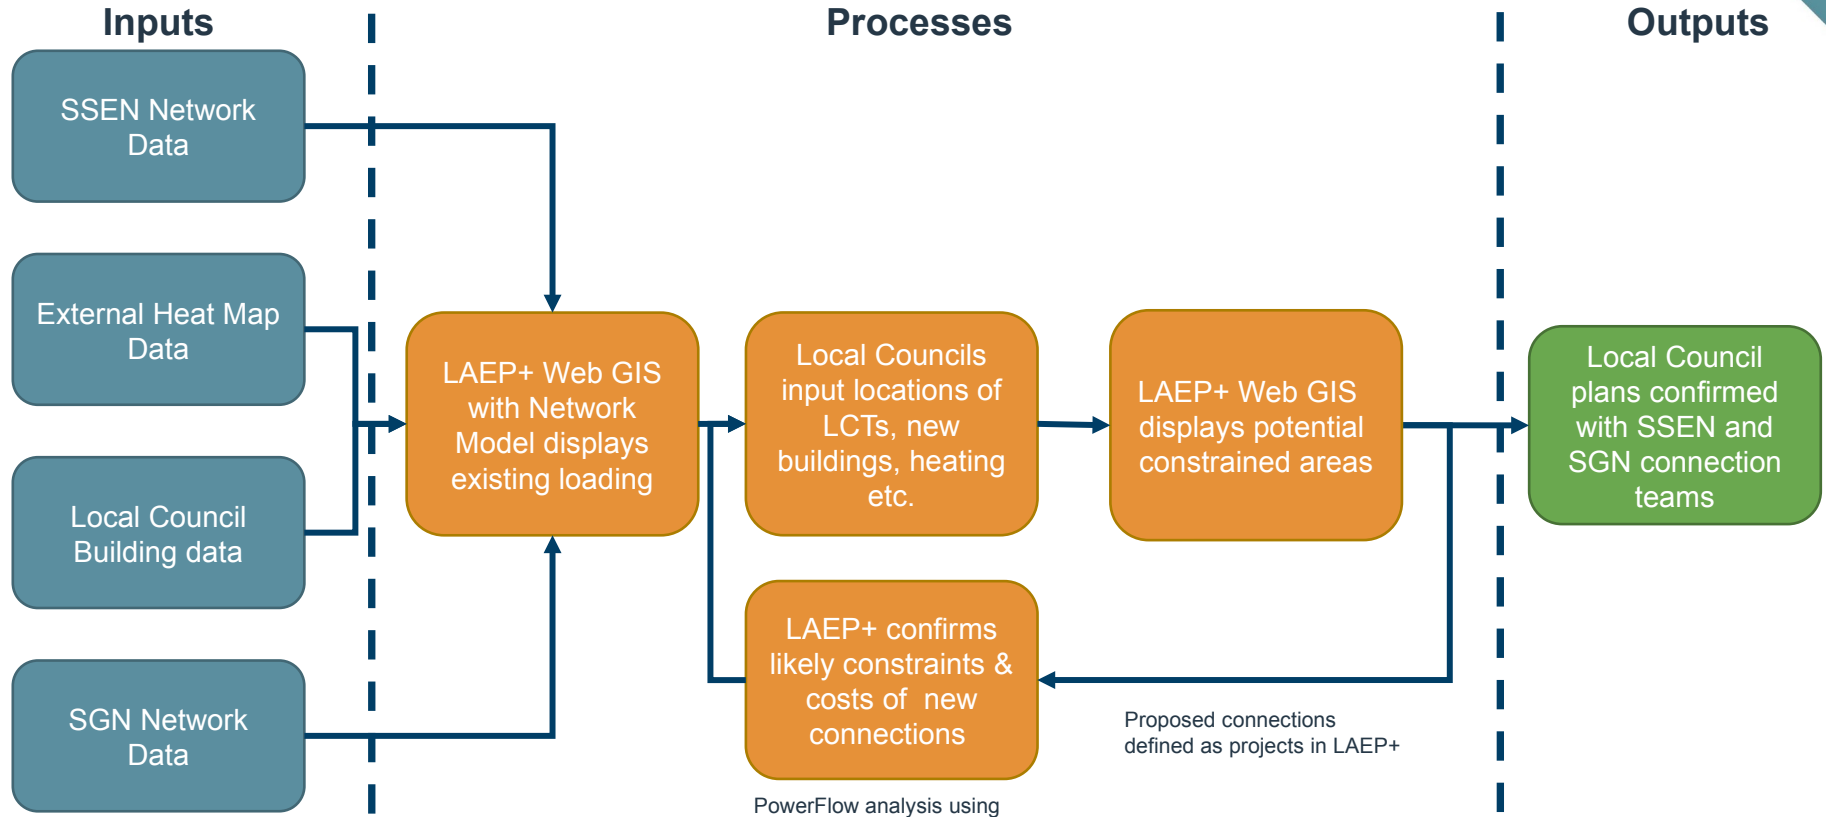 Inputs
Processes
Outputs
SSEN Network
Data
External Heat Map
Data
Local Council
Building data
SGN Network
Data
LAEP+ Web GIS
with Network
Model displays
existing loading
Local Councils
input locations of
LCTs, new
buildings, heating
etc.
LAEP+ Web GIS
displays potential
constrained areas
LAEP+ confirms
likely constraints &
costs of new
connections
Proposed connections
defined as projects in LAEP+
PowerFlow analysis using
Local Council
plans confirmed
with SSEN and
SGN connection
teams